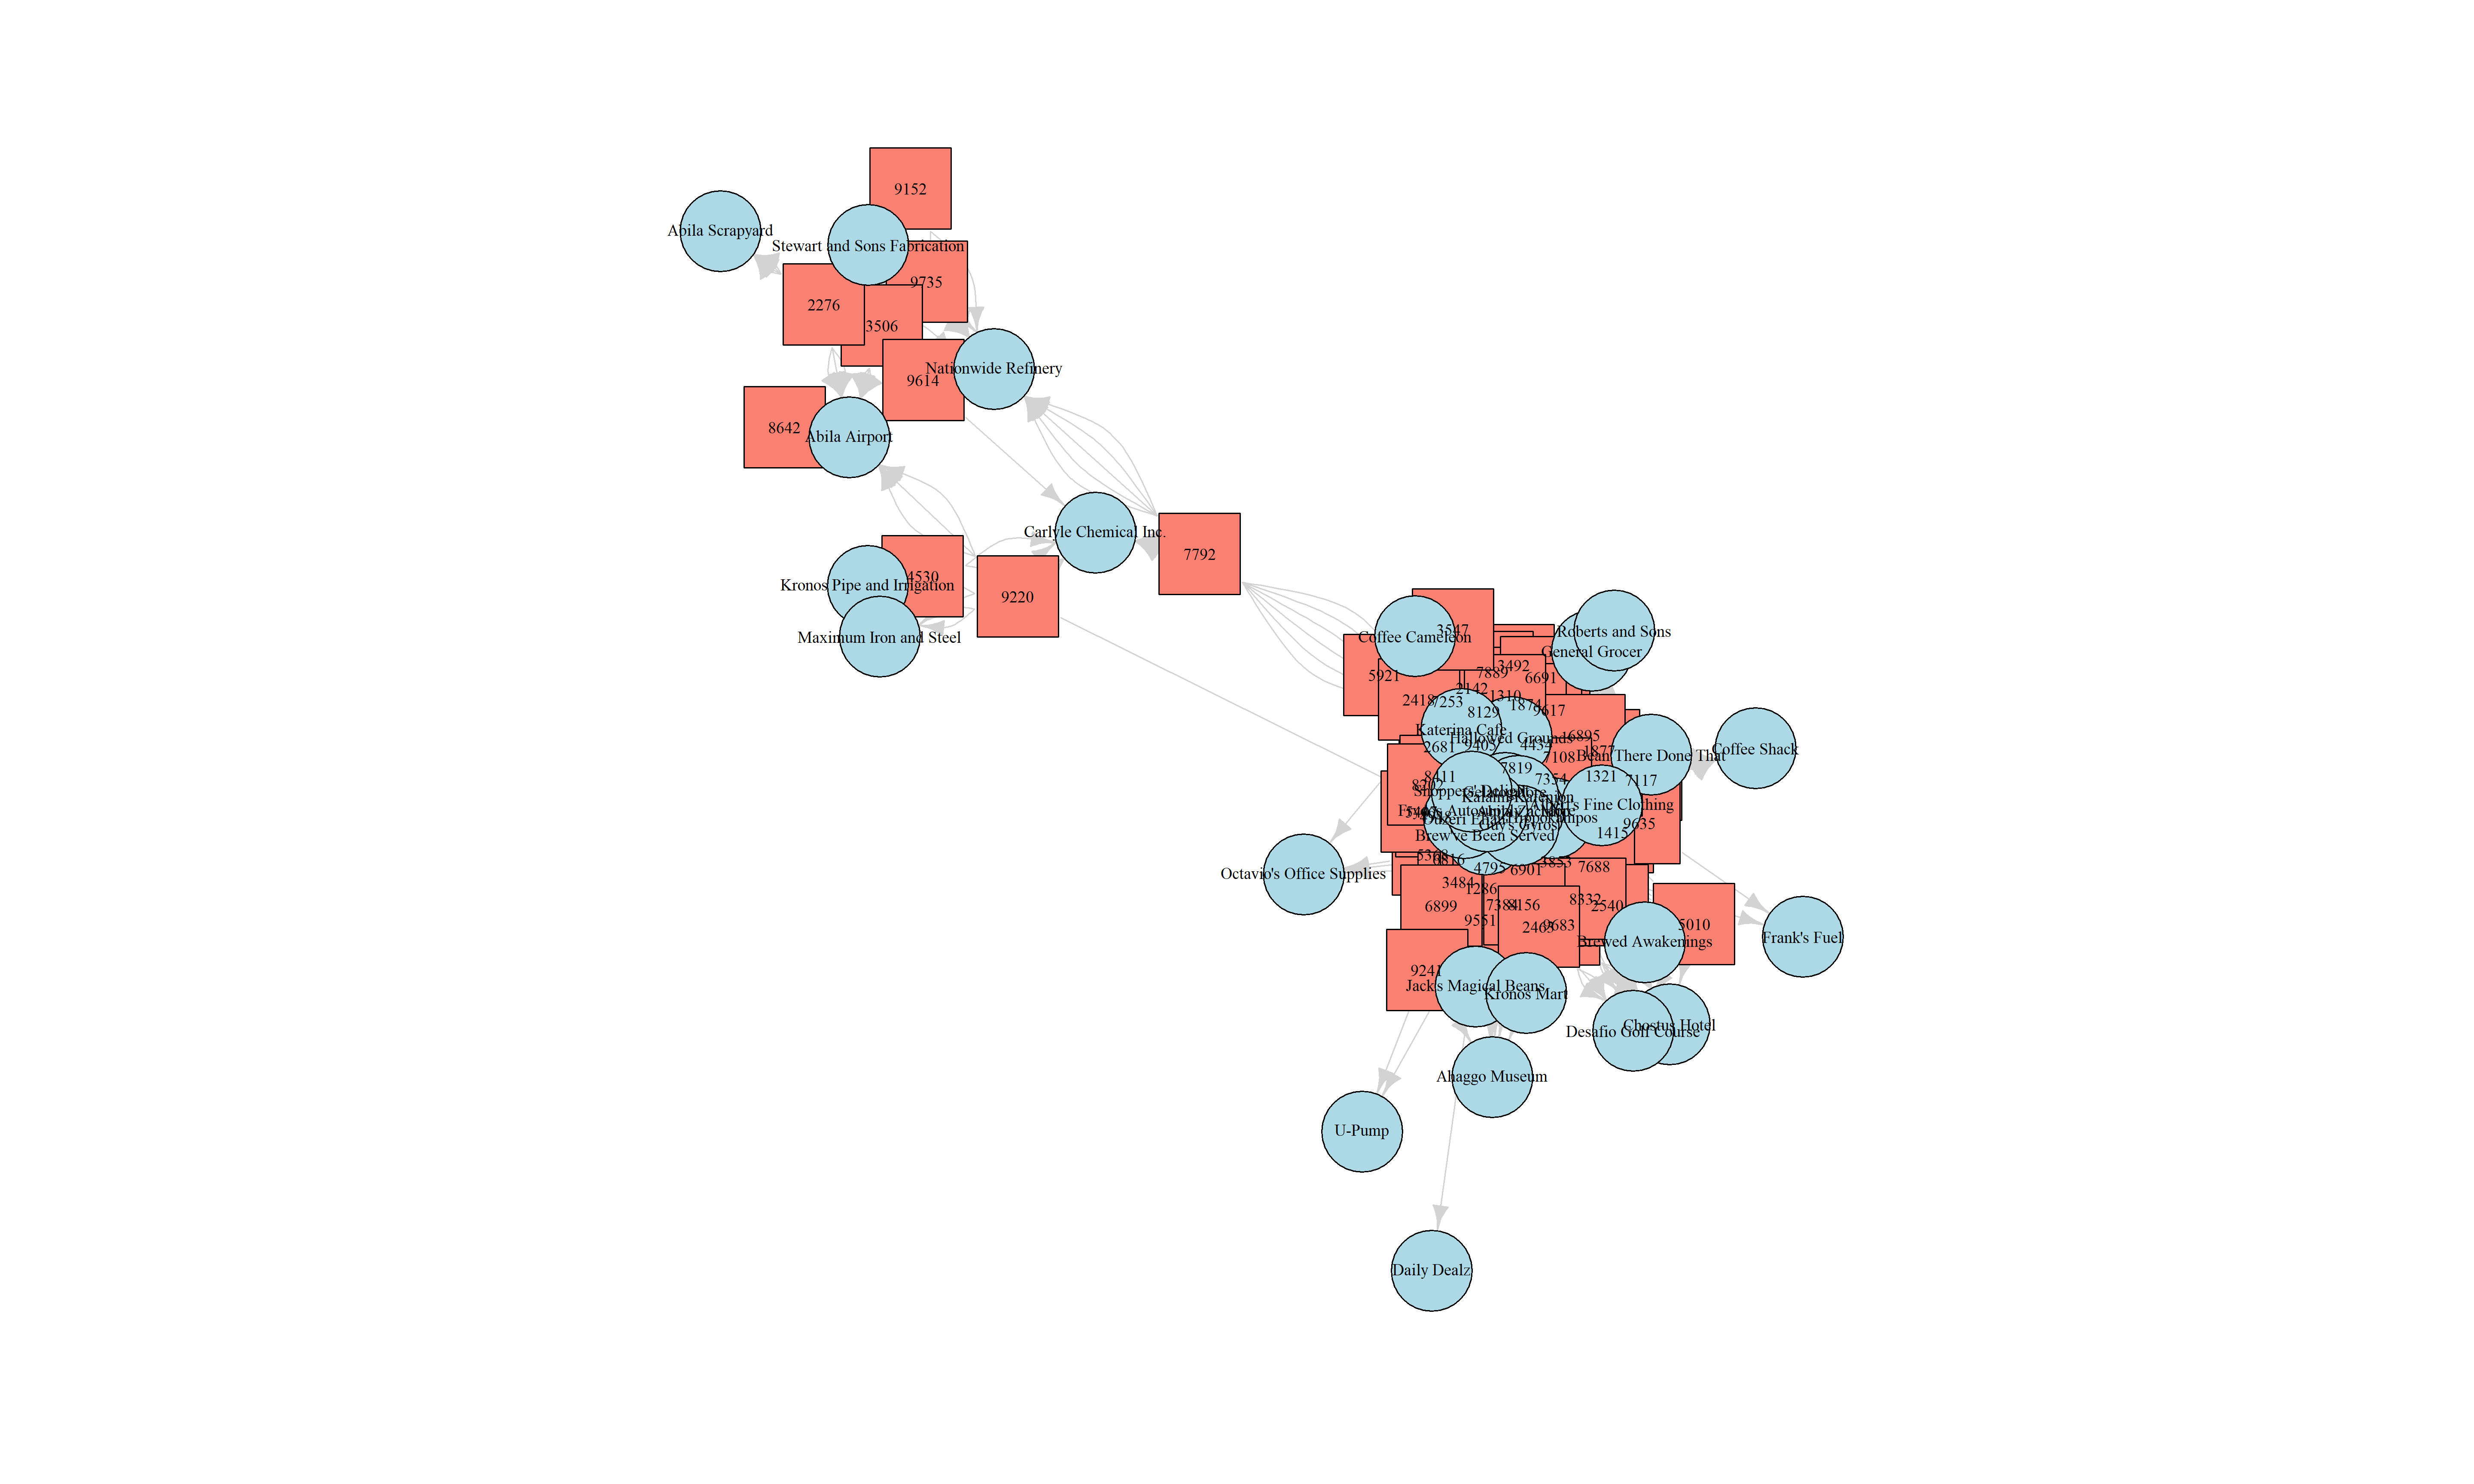 9152
Abila Scrapyard
Stewart and Sons Fabrication
9735
2276
3506
Nationwide Refinery
9614
8642
Abila Airport
Carlyle Chemical Inc.
7792
4530
Kronos Pipe and Irrigation
9220
Maximum Iron and Steel
3547
Coffee Cameleon
Roberts and Sons
General Grocer
3492
7889
6691
5921
2142
1310
2418
7253
1874
8129
9617
Katerina Cafe
Hallowed Grounds
6895
2681
9405
4434
1877
7108
Bean There Done That
Coffee Shack
7819
8411
7354
1321
7117
8202
Albert's Fine Clothing
Guy's Gyros
9635
1415
Brew've Been Served
5368
3853
4795
6901
7688
Octavio's Office Supplies
3484
1286
6899
7384
8156
8332
2540
9551
2463
9683
5010
Brewed Awakenings
Frank's Fuel
9241
Jack's Magical Beans
Kronos Mart
Chostus Hotel
Desafio Golf Course
Ahaggo Museum
U-Pump
Daily Dealz